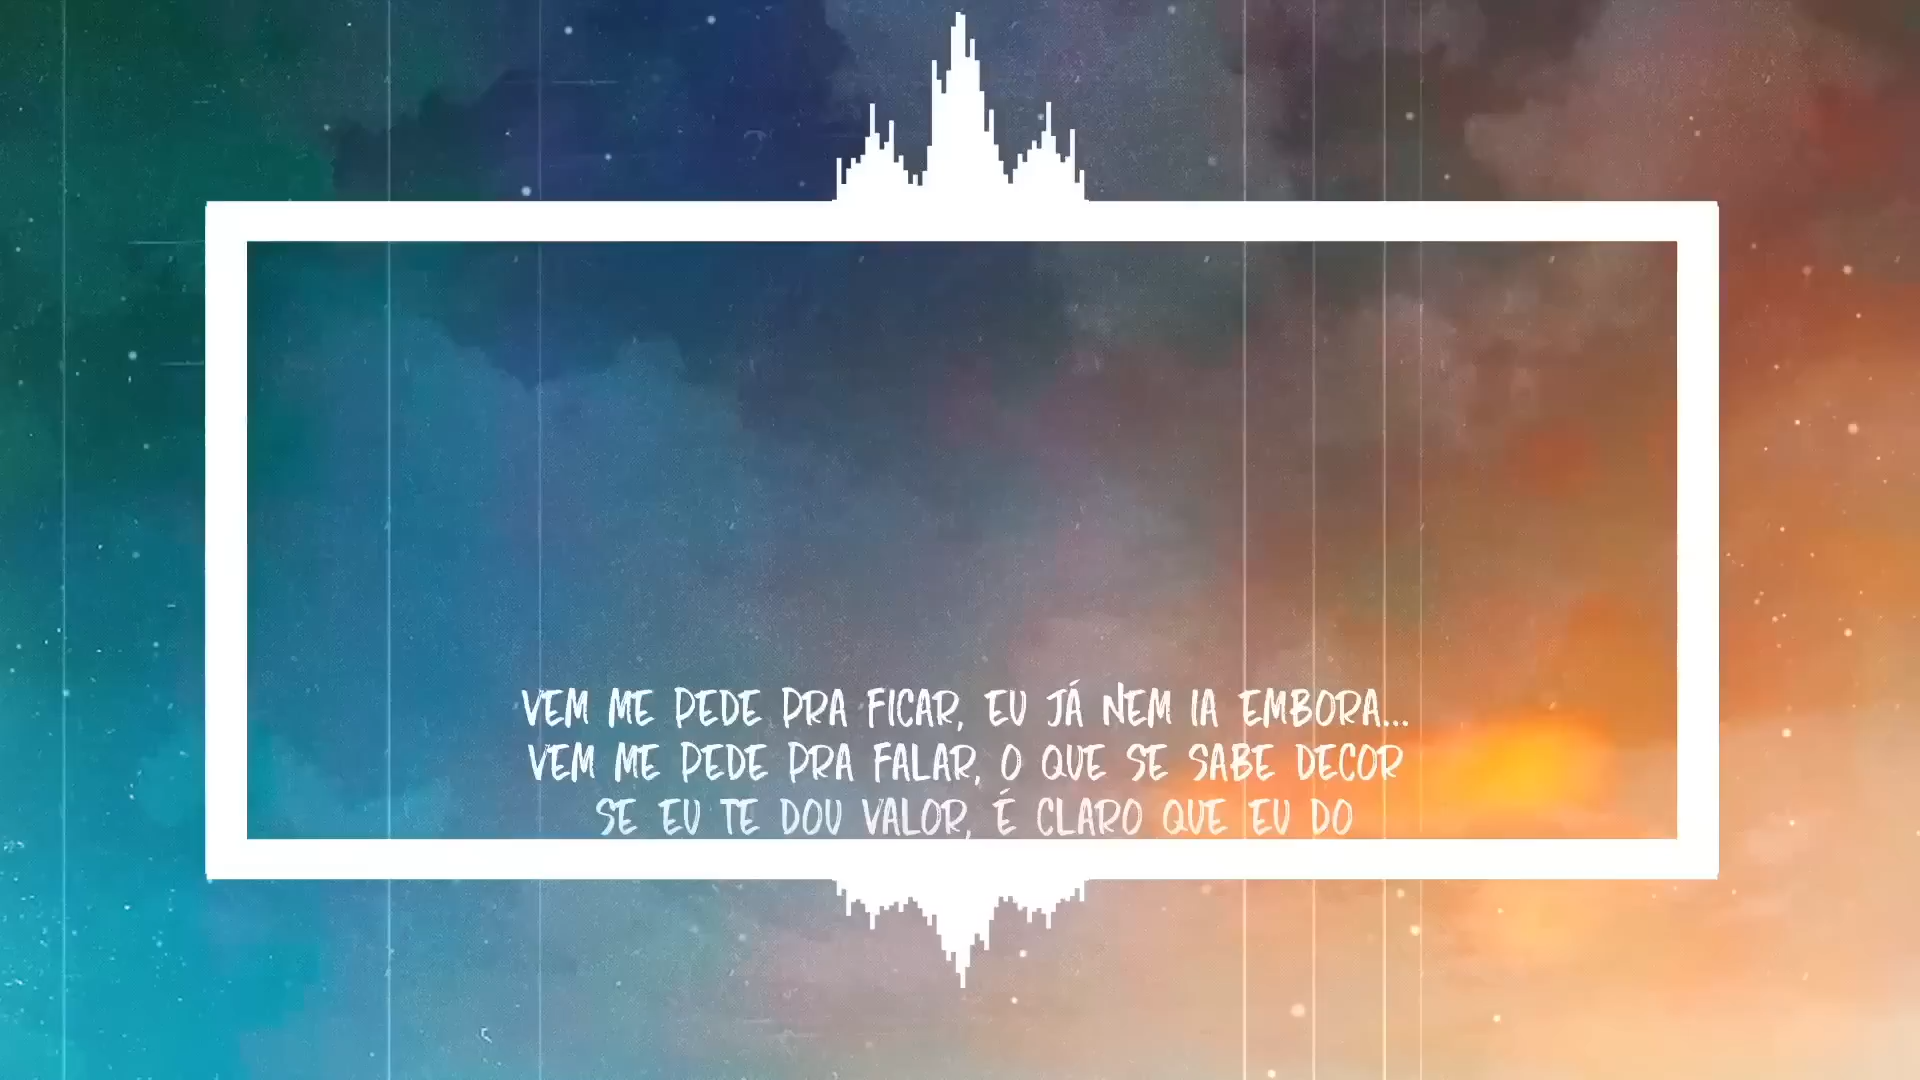 VEM ME PEDE PRA FICAR, EU JÁ NEM IA EMBORA...
VEM ME PEDE PRA FALAR, O QUE SE SABE DECOR
SE EU TE DOU VALOR, É CLARO QUE EU DO